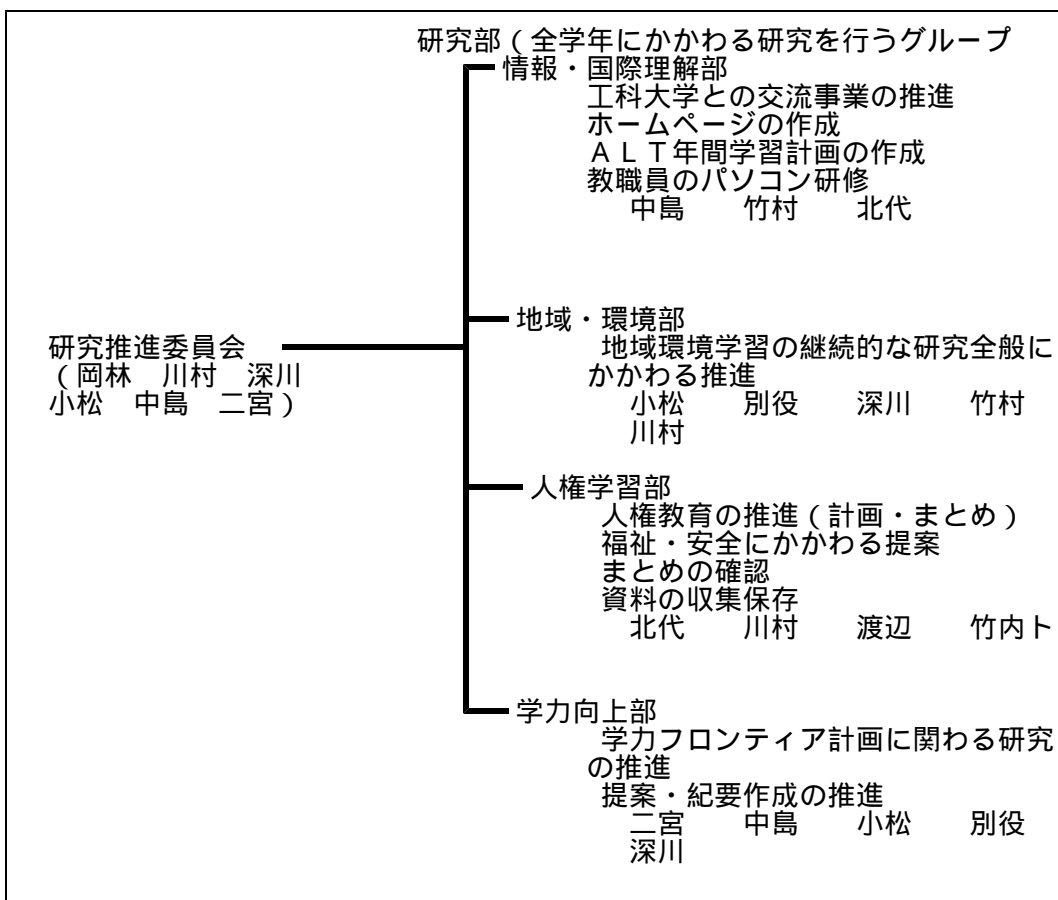 研究部(全学年にかかわる研究を行うグループ
情報・国際理解部
工科大学との交流事業の推進
ホームページの作成
ALT年間学習計画の作成
教職員のパソコン研修
中島 竹村 北代
地域・環境部
地域環境学習の継続的な研究全般に
かかわる推進
小松 別役 深川 竹村
川村
研究推進委員会
(岡林 川村 深川
小松 中島 二宮)
人権学習部
人権教育の推進(計画・まとめ)
福祉・安全にかかわる提案
まとめの確認
資料の収集保存
北代 川村 渡辺 竹内ト
学力向上部
学力フロンティア計画に関わる研究
の推進
提案・紀要作成の推進
二宮 中島 小松 別役
深川